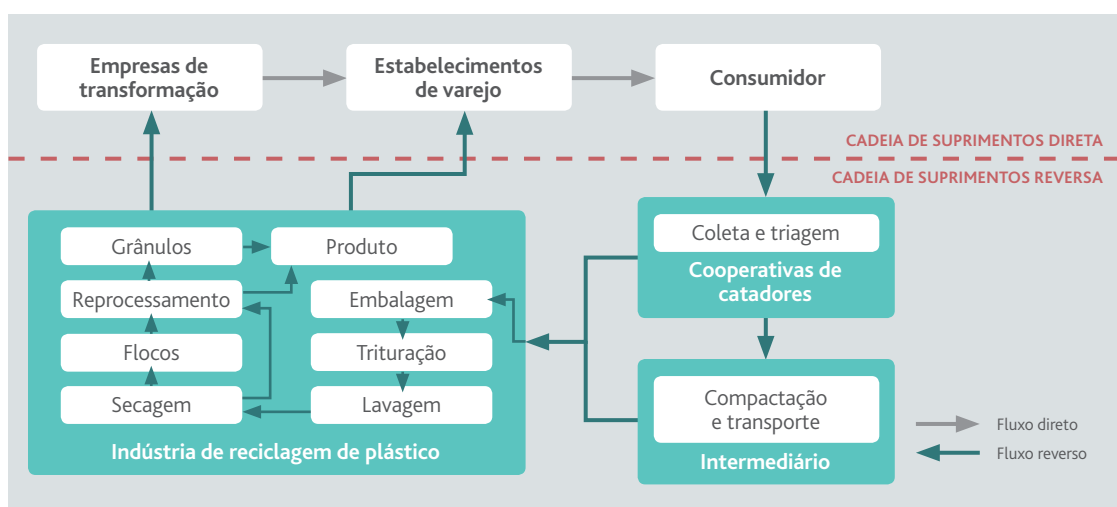 Empresas de
transformação
Estabelecimentos
de varejo
Consumidor
CADEIA DE SUPRIMENTOS DIRETA
CADEIA DE SUPRIMENTOS REVERSA
Grânulos
Produto
Reprocessamento
Embalagem
Flocos
Trituração
Secagem
Lavagem
Indústria de reciclagem de plástico
Coleta e triagem
Cooperativas de
catadores
Compactação
e transporte
Intermediário
Fluxo direto
Fluxo reverso